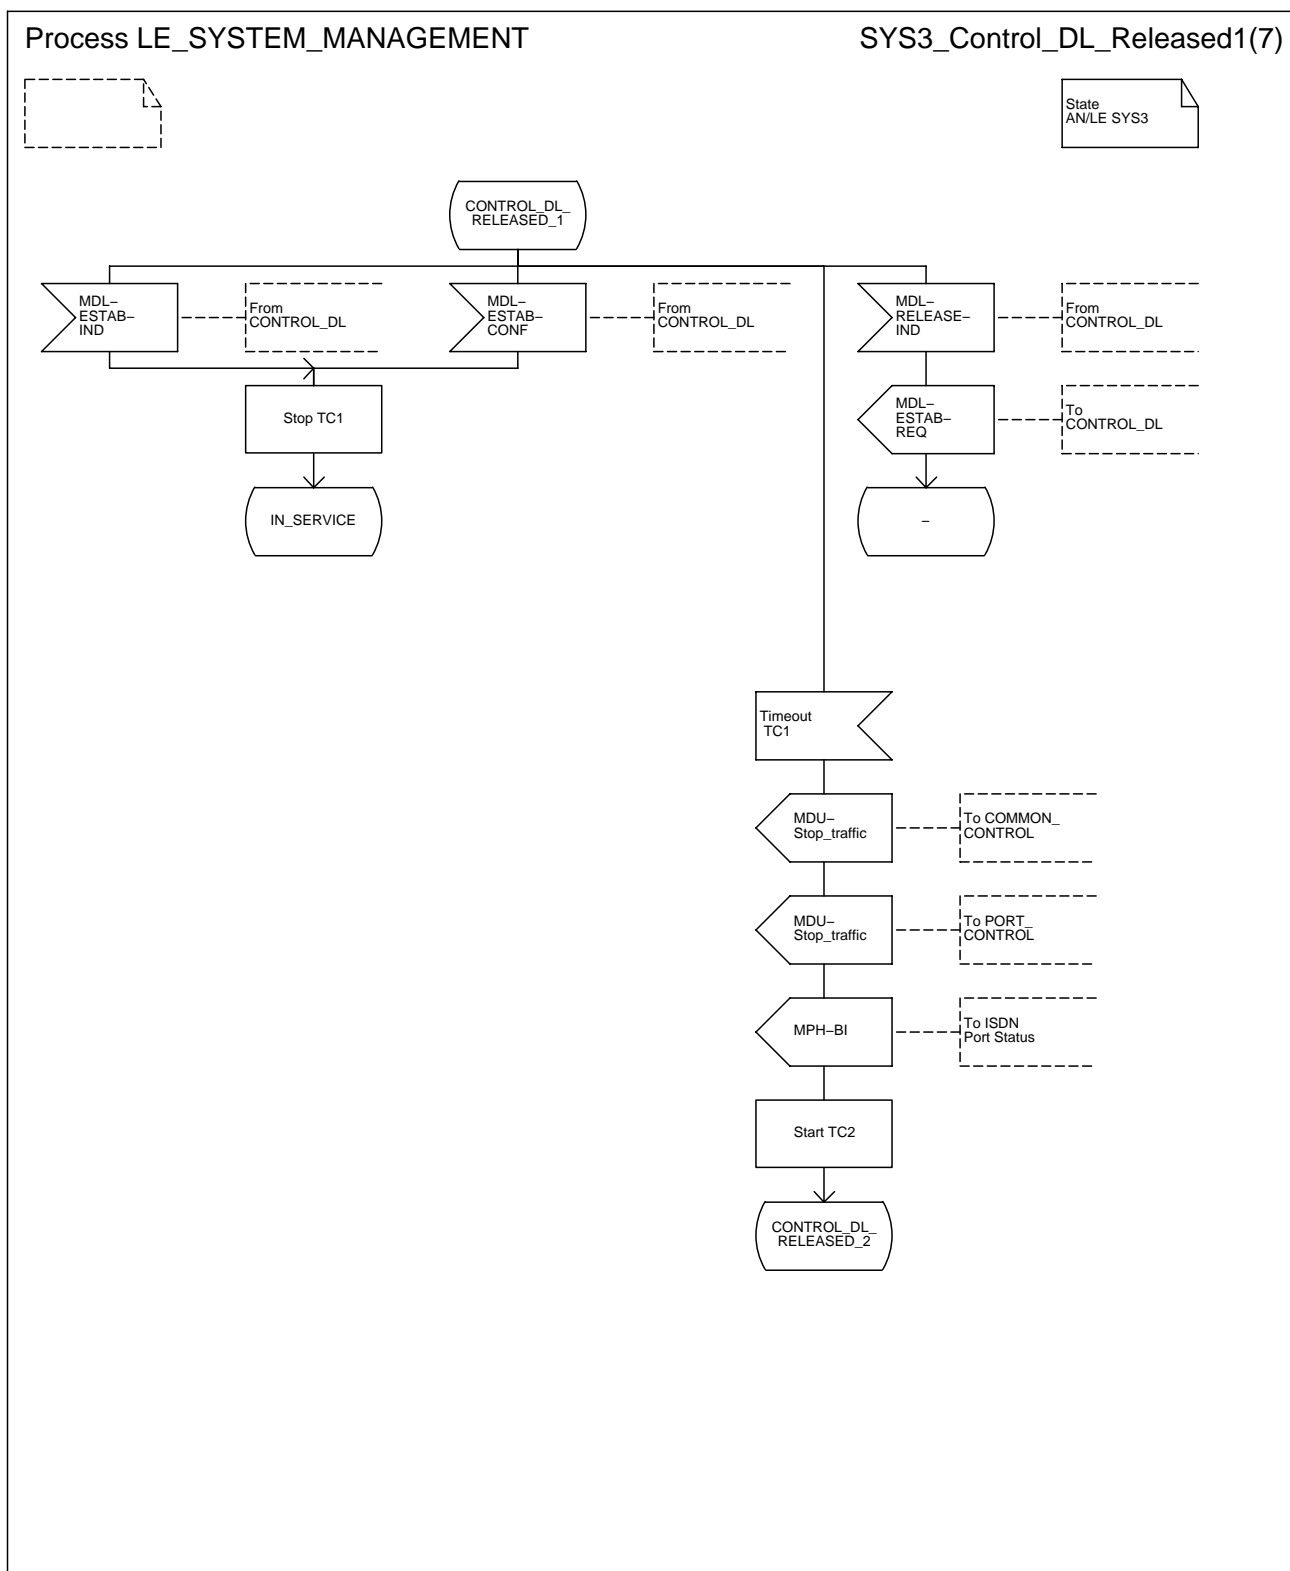 Process LE_SYSTEM_MANAGEMENT
SYS3_Control_DL_Released1(7)
State
AN/LE SYS3
CONTROL_DL_
RELEASED_1
MDL–
ESTAB–
IND
From
CONTROL_DL
MDL–
ESTAB–
CONF
From
CONTROL_DL
MDL–
RELEASE–
IND
From
CONTROL_DL
Stop TC1
MDL–
ESTAB–
REQ
To
CONTROL_DL
IN_SERVICE
–
Timeout
TC1
MDU–
Stop_traffic
To COMMON_
CONTROL
MDU–
Stop_traffic
To PORT_
CONTROL
MPH–BI
To ISDN
Port Status
Start TC2
CONTROL_DL_
RELEASED_2